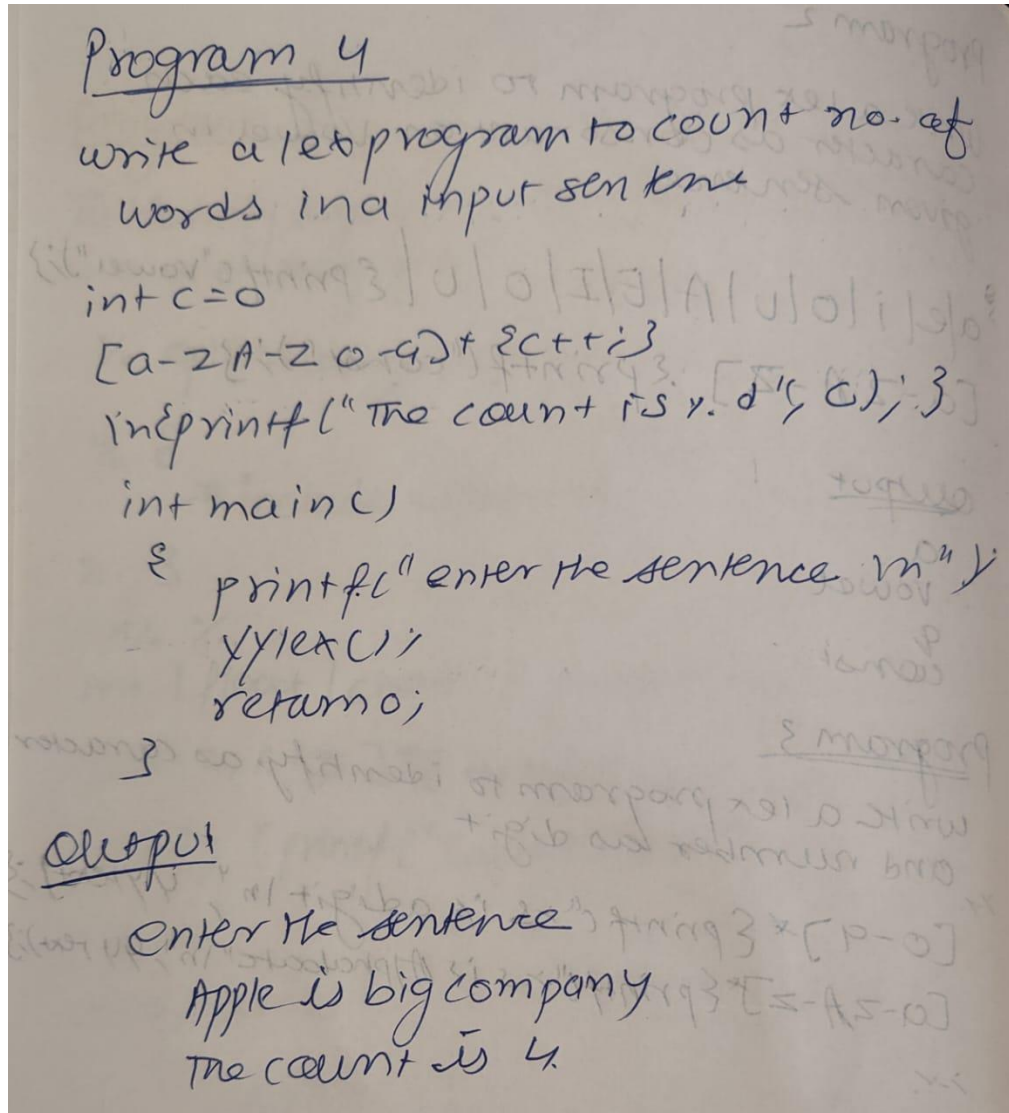 Program 4
write a lex program to count no. of
words in a input sentence
int c=0
[a-zA-Z0-9]+ {c++;}
\n{printf("The count is %d", c);}
int main()
{
printf("enter the sentence \n");
yylex();
return 0;
}
Output
enter the sentence
Apple is big company
The count is 4.